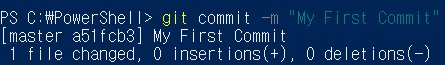 PS C:₩PowerShell> git commit -m "My First Commit"
[master a51fcb3] My First Commit
1 file changed, 0 insertions(+), 0 deletions(-)